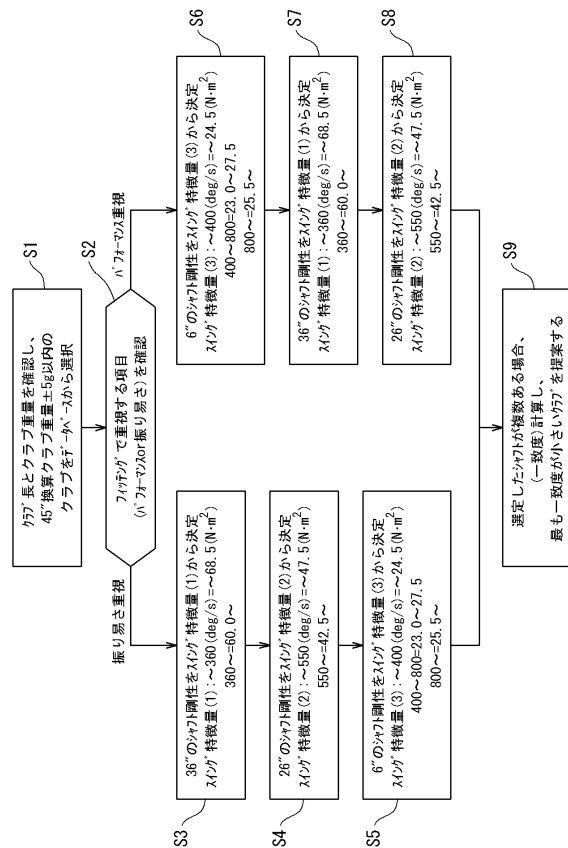 S1
ｸﾗﾌﾞ長とクラブ重量を確認し、
45″換算クラブ重量±5g以内の
クラブをﾃﾞｰﾀﾍﾞｰｽから選択
S2
フィッティングﾞで重視する項目
(ﾊﾟﾌｫｰﾏﾝｽor振り易さ)を確認
振り易さ重視
ﾊﾟﾌｫｰﾏﾝｽ重視
S3
36″のｼｬﾌﾄ剛性をｽｲﾝｸﾞ特徴量(1)から決定
ｽｲﾝｸﾞ特徴量(1):～360(deg/s)=～68.5(N·m²)
360～=60.0～
S4
26″のｼｬﾌﾄ剛性をｽｲﾝｸﾞ特徴量(2)から決定
ｽｲﾝｸﾞ特徴量(2):～550(deg/s)=～47.5(N·m²)
550～=42.5～
S5
6″のｼｬﾌﾄ剛性をｽｲﾝｸﾞ特徴量(3)から決定
ｽｲﾝｸﾞ特徴量(3):～400(deg/s)=～24.5(N·m²)
400～800=23.0～27.5
800～=25.5～
S6
6″のｼｬﾌﾄ剛性をｽｲﾝｸﾞ特徴量(3)から決定
ｽｲﾝｸﾞ特徴量(3):～400(deg/s)=～24.5(N·m²)
400～800=23.0～27.5
800～=25.5～
S7
36″のｼｬﾌﾄ剛性をｽｲﾝｸﾞ特徴量(1)から決定
ｽｲﾝｸﾞ特徴量(1):～360(deg/s)=～68.5(N·m²)
360～=60.0～
S8
26″のｼｬﾌﾄ剛性をｽｲﾝｸﾞ特徴量(2)から決定
ｽｲﾝｸﾞ特徴量(2):～550(deg/s)=～47.5(N·m²)
550～=42.5～
S9
選定したｼｬﾌﾄが複数ある場合、
(一致度)計算し、
最も一致度が小さいｸﾗﾌﾞを提案する